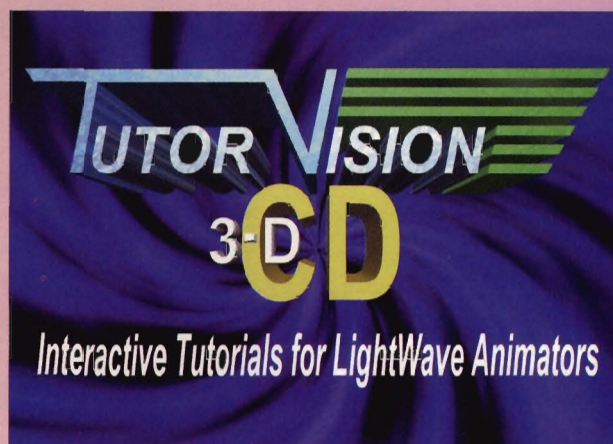 TUTOR VISION
3-D CD
Interactive Tutorials for LightWave Animators